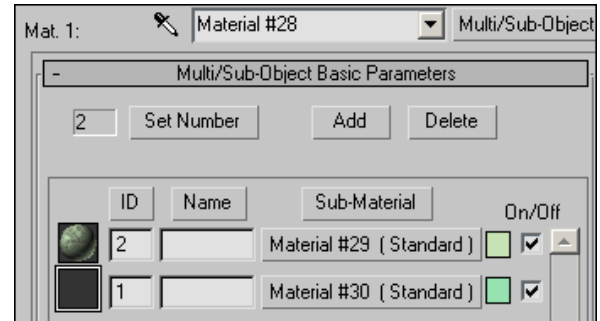 Mat. 1: Material #28 Multi/Sub-Object
- Multi/Sub-Object Basic Parameters
2 Set Number Add Delete
ID Name Sub-Material On/Off
2 Material #29 ( Standard )
1 Material #30 ( Standard )